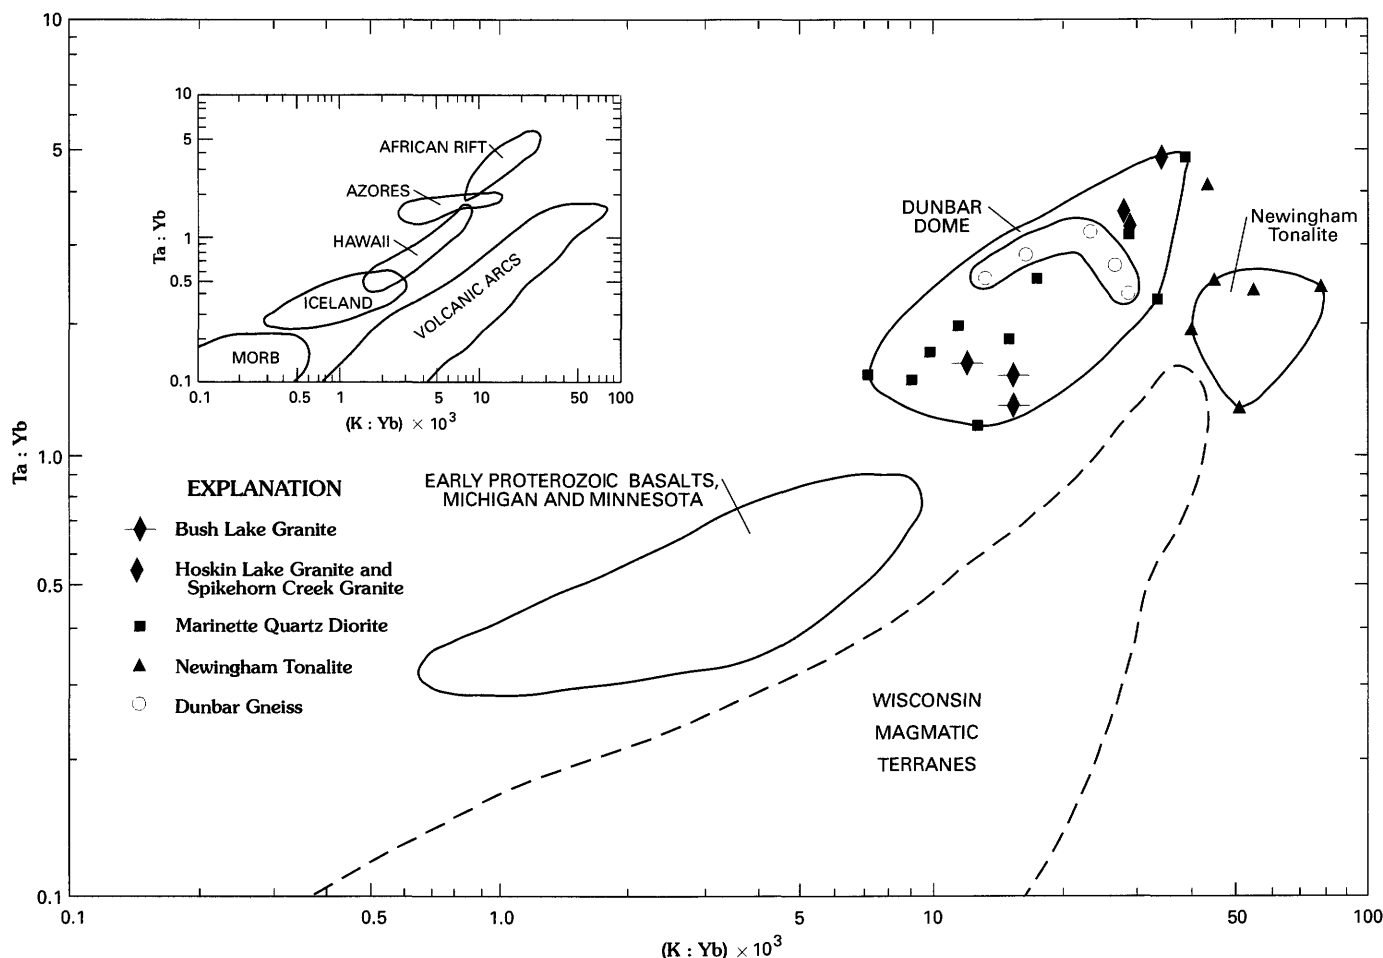 10
5
1.0
0.5
0.1
Ta : Yb
0.1
0.5
1.0
5
10
50
100
(K : Yb) × 10³
10
5
1
0.5
0.1
Ta : Yb
0.1
0.5
1
5
10
50
100
(K : Yb) × 10³
AFRICAN RIFT
AZORES
HAWAII
ICELAND
MORB
VOLCANIC ARCS
DUNBAR
DOME
Newingham
Tonalite
EARLY PROTEROZOIC BASALTS,
MICHIGAN AND MINNESOTA
WISCONSIN
MAGMATIC
TERRANES
EXPLANATION
Bush Lake Granite
Hoskin Lake Granite and
Spikehorn Creek Granite
Marinette Quartz Diorite
Newingham Tonalite
Dunbar Gneiss